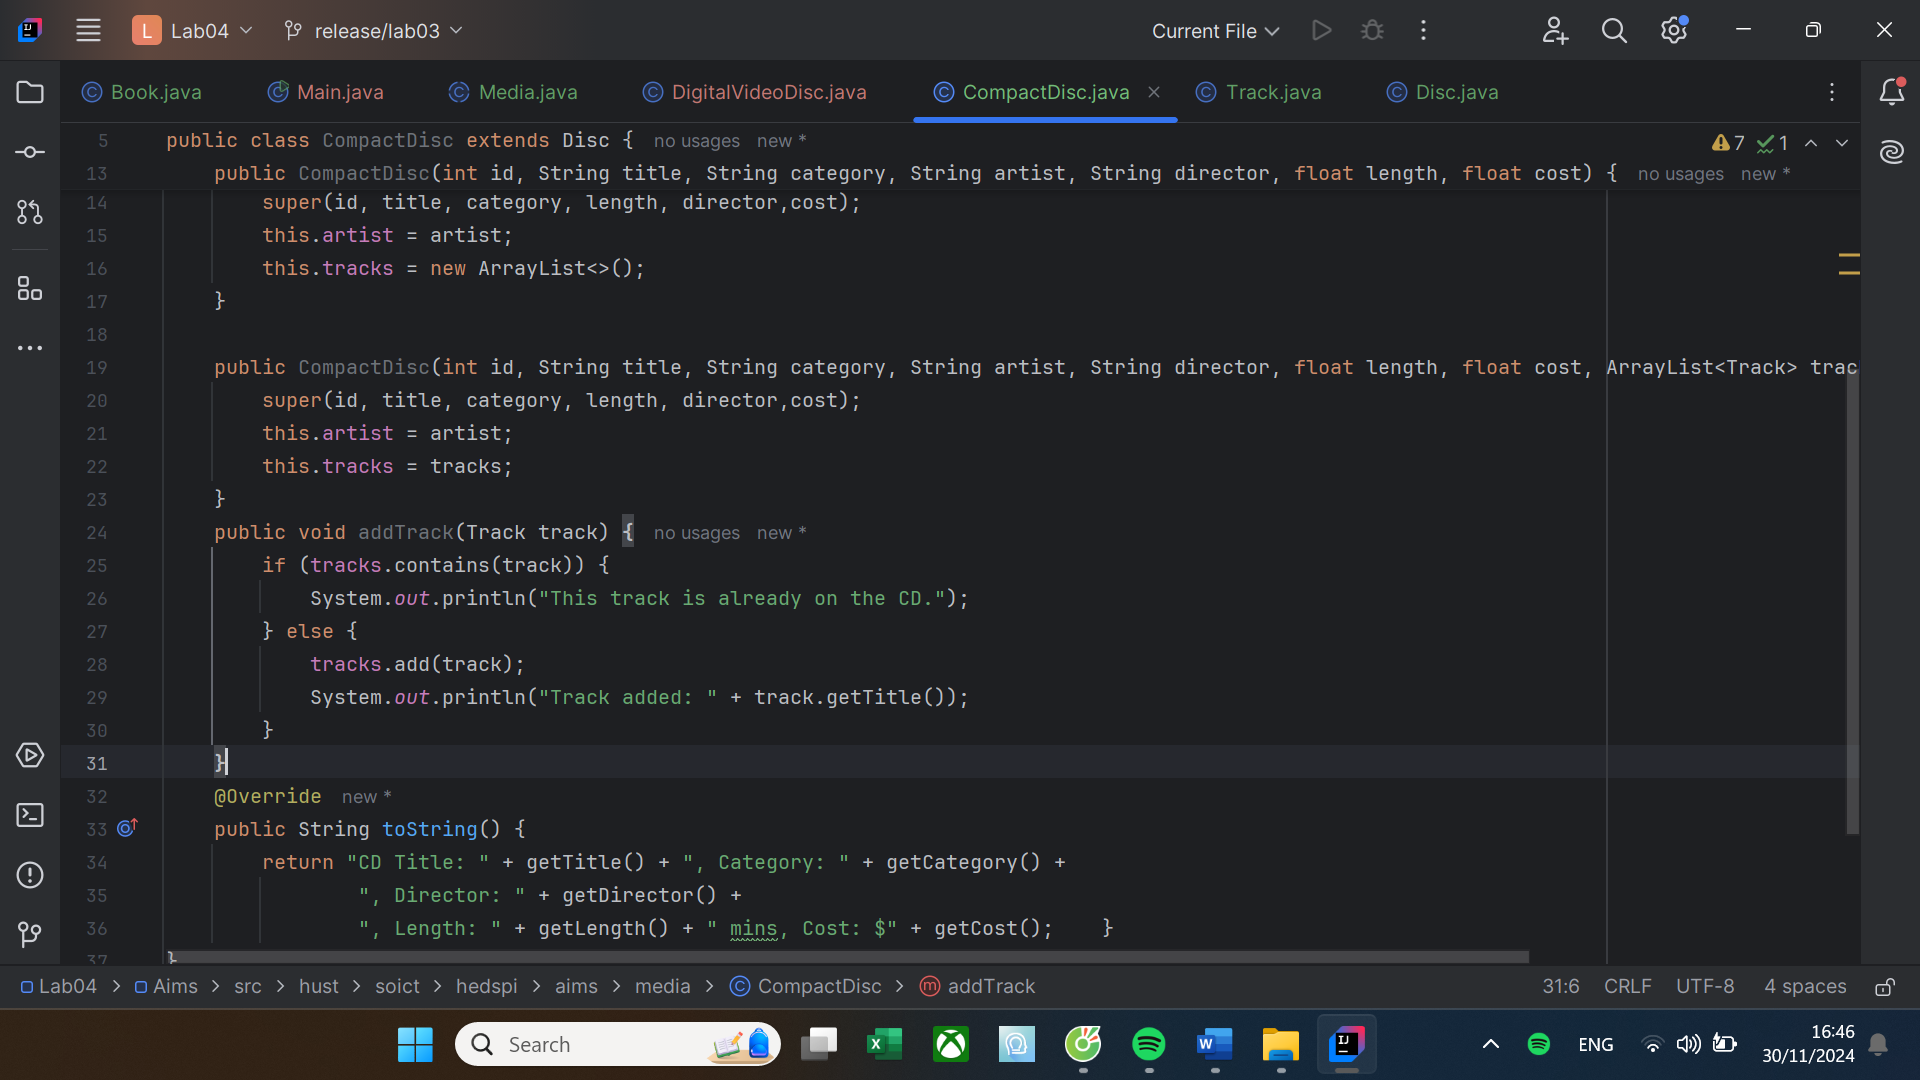 L Lab04 release/lab03 Current File
Book.java Main.java Media.java DigitalVideoDisc.java CompactDisc.java Track.java Disc.java
5 public class CompactDisc extends Disc { no usages new *
7 1
13 public CompactDisc(int id, String title, String category, String artist, String director, float length, float cost) { no usages new *
14 super(id, title, category, length, director,cost);
15 this.artist = artist;
16 this.tracks = new ArrayList<>();
17 }
18
19 public CompactDisc(int id, String title, String category, String artist, String director, float length, float cost, ArrayList<Track> trac
20 super(id, title, category, length, director,cost);
21 this.artist = artist;
22 this.tracks = tracks;
23 }
24 public void addTrack(Track track) { no usages new *
25 if (tracks.contains(track)) {
26 System.out.println("This track is already on the CD.");
27 } else {
28 tracks.add(track);
29 System.out.println("Track added: " + track.getTitle());
30 }
31 }
32 @Override new *
33 public String toString() {
34 return "CD Title: " + getTitle() + ", Category: " + getCategory() +
35 ", Director: " + getDirector() +
36 ", Length: " + getLength() + " mins, Cost: $" + getCost(); }
37 }
Lab04 > Aims > src > hust > soict > hedspi > aims > media > CompactDisc > addTrack 31:6 CRLF UTF-8 4 spaces
Search ENG 16:46
30/11/2024